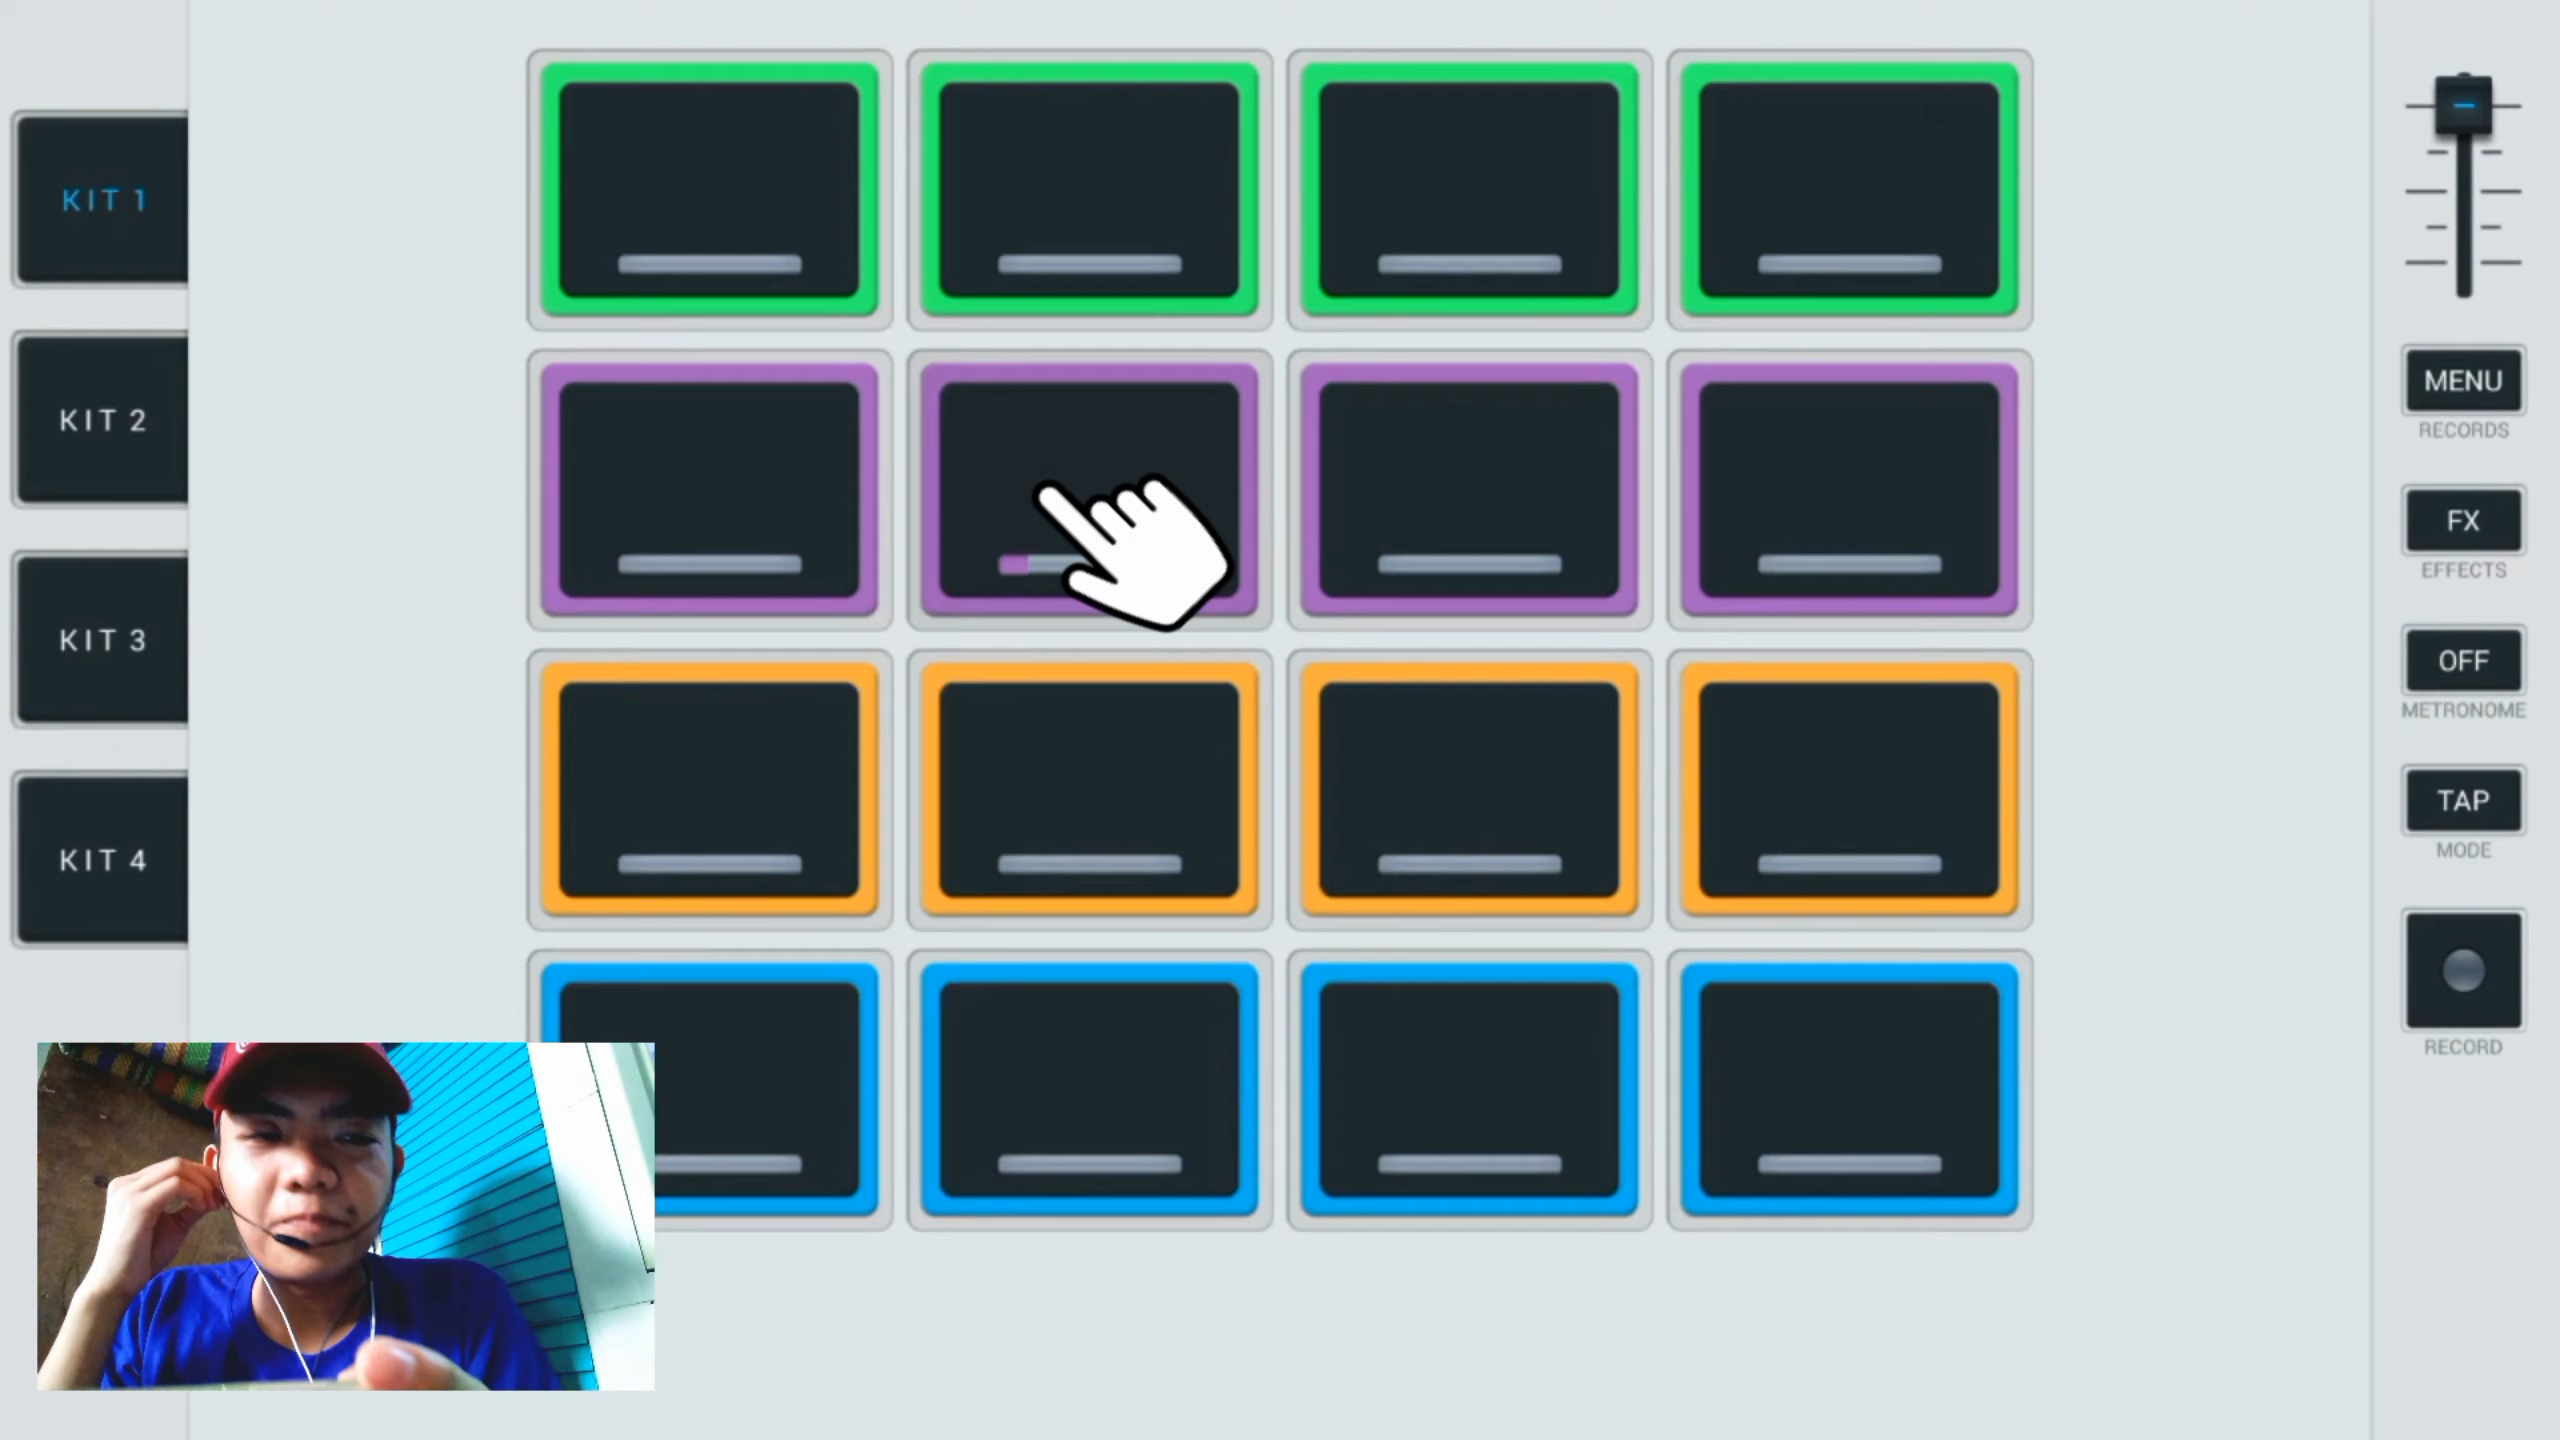 KIT 1
KIT 2
KIT 3
KIT 4
MENU
RECORDS
FX
EFFECTS
OFF
METRONOME
TAP
MODE
RECORD